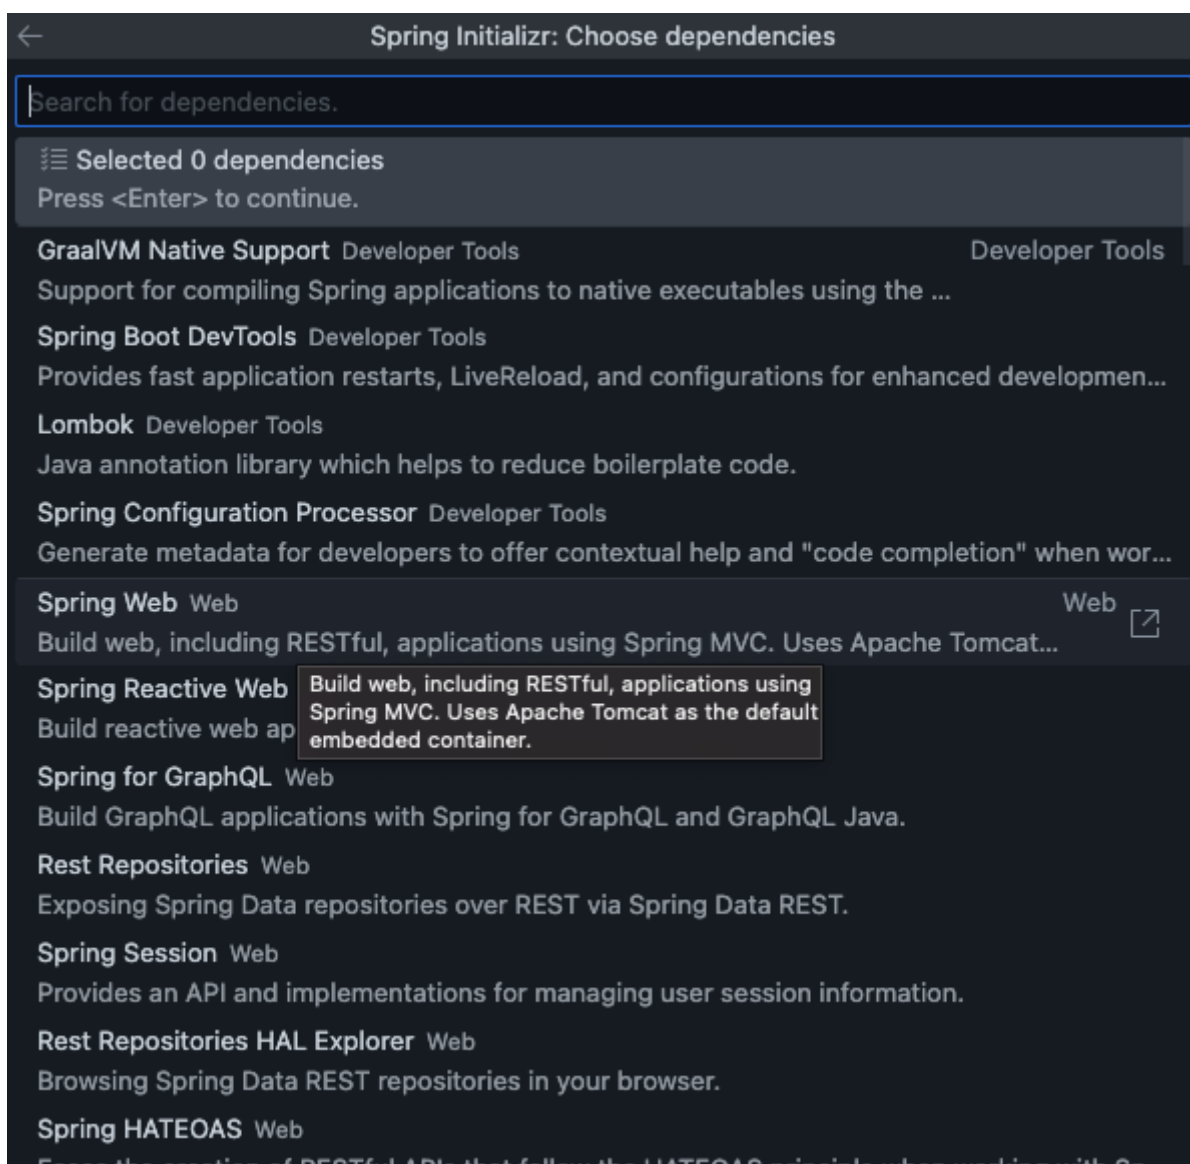 Spring Initializr: Choose dependencies
Search for dependencies.
Selected 0 dependencies
Press <Enter> to continue.
GraalVM Native Support Developer Tools Developer Tools
Support for compiling Spring applications to native executables using the ...
Spring Boot DevTools Developer Tools
Provides fast application restarts, LiveReload, and configurations for enhanced developmen...
Lombok Developer Tools
Java annotation library which helps to reduce boilerplate code.
Spring Configuration Processor Developer Tools
Generate metadata for developers to offer contextual help and "code completion" when wor...
Spring Web Web Web
Build web, including RESTful, applications using Spring MVC. Uses Apache Tomcat...
Spring Reactive Web
Build reactive web ap
Build web, including RESTful, applications using
Spring MVC. Uses Apache Tomcat as the default
embedded container.
Spring for GraphQL Web
Build GraphQL applications with Spring for GraphQL and GraphQL Java.
Rest Repositories Web
Exposing Spring Data repositories over REST via Spring Data REST.
Spring Session Web
Provides an API and implementations for managing user session information.
Rest Repositories HAL Explorer Web
Browsing Spring Data REST repositories in your browser.
Spring HATEOAS Web